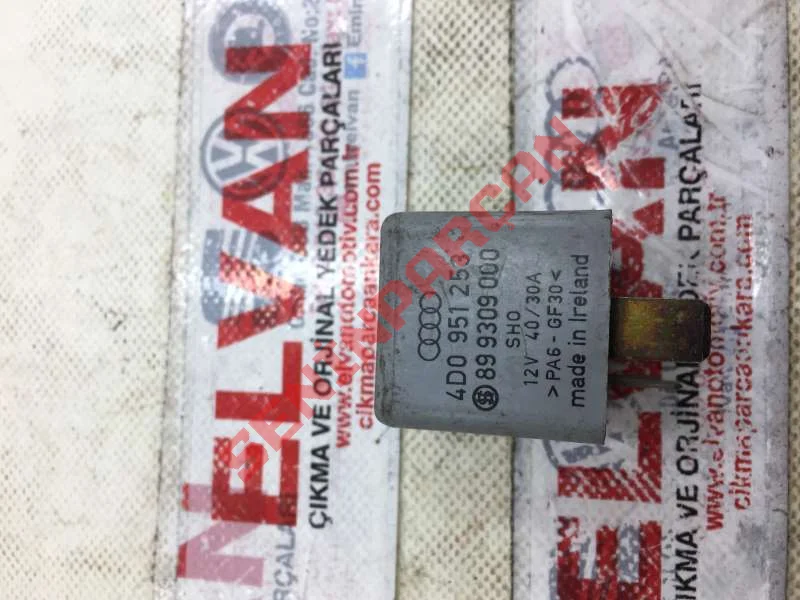 4D0 951 253
89 9309 000
SHO
12V 40/30A
>PA6-GF30<
made in Ireland
ELVAN
ÇIKMA VE ORJİNAL YEDEK PARÇALARI
www.elvanotomotiv.com.tr
cikmaparcaankara.com
ÇIKMA VE ORJİNAL YEDEK PARÇALARI
www.elvanotomotiv.com.tr
cikmaparcaankara.com
PARÇALARI
SENINPARCAN